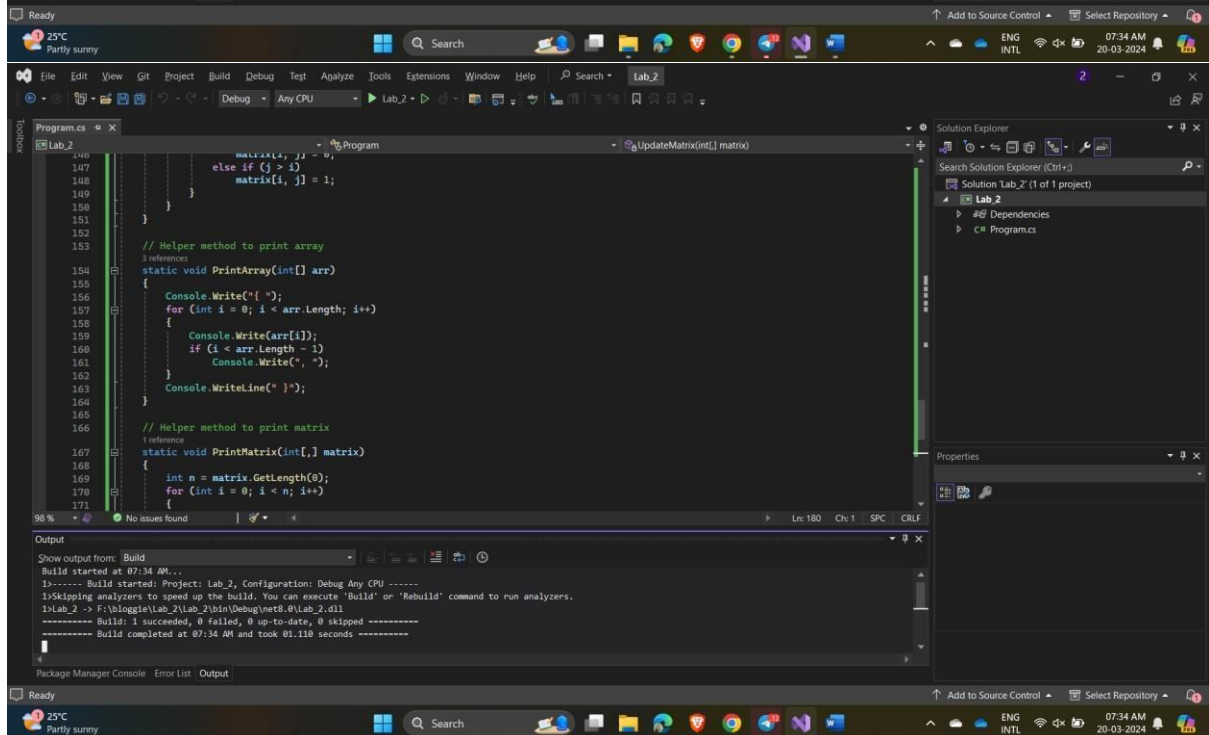 Ready
Add to Source Control
Select Repository
25°C
Partly sunny
Search
ENG
INTL
07:34 AM
20-03-2024
File Edit View Git Project Build Debug Test Analyze Tools Extensions Window Help Search Lab_2
Debug Any CPU Lab_2
Toolbox
Program.cs
Lab_2 Program UpdateMatrix(int[,] matrix)
146 matrix[i, j] = 0;
147 else if (j > i)
148 matrix[i, j] = 1;
149 }
150 }
151 }
152
153 // Helper method to print array
3 references
154 static void PrintArray(int[] arr)
155 {
156 Console.Write("{ ");
157 for (int i = 0; i < arr.Length; i++)
158 {
159 Console.Write(arr[i]);
160 if (i < arr.Length - 1)
161 Console.Write(", ");
162 }
163 Console.WriteLine(" }");
164 }
165
166 // Helper method to print matrix
1 reference
167 static void PrintMatrix(int[,] matrix)
168 {
169 int n = matrix.GetLength(0);
170 for (int i = 0; i < n; i++)
171 {
98 % No issues found Ln: 180 Ch: 1 SPC CRLF
Solution Explorer
Search Solution Explorer (Ctrl+;)
Solution 'Lab_2' (1 of 1 project)
Lab_2
Dependencies
C# Program.cs
Properties
Output
Show output from: Build
Build started at 07:34 AM...
1>------ Build started: Project: Lab_2, Configuration: Debug Any CPU ------
1>Skipping analyzers to speed up the build. You can execute 'Build' or 'Rebuild' command to run analyzers.
1>Lab_2 -> F:\bloggie\Lab_2\Lab_2\bin\Debug\net8.0\Lab_2.dll
========== Build: 1 succeeded, 0 failed, 0 up-to-date, 0 skipped ==========
========== Build completed at 07:34 AM and took 01.110 seconds ==========
Package Manager Console Error List Output
Ready
Add to Source Control
Select Repository
25°C
Partly sunny
Search
ENG
INTL
07:34 AM
20-03-2024